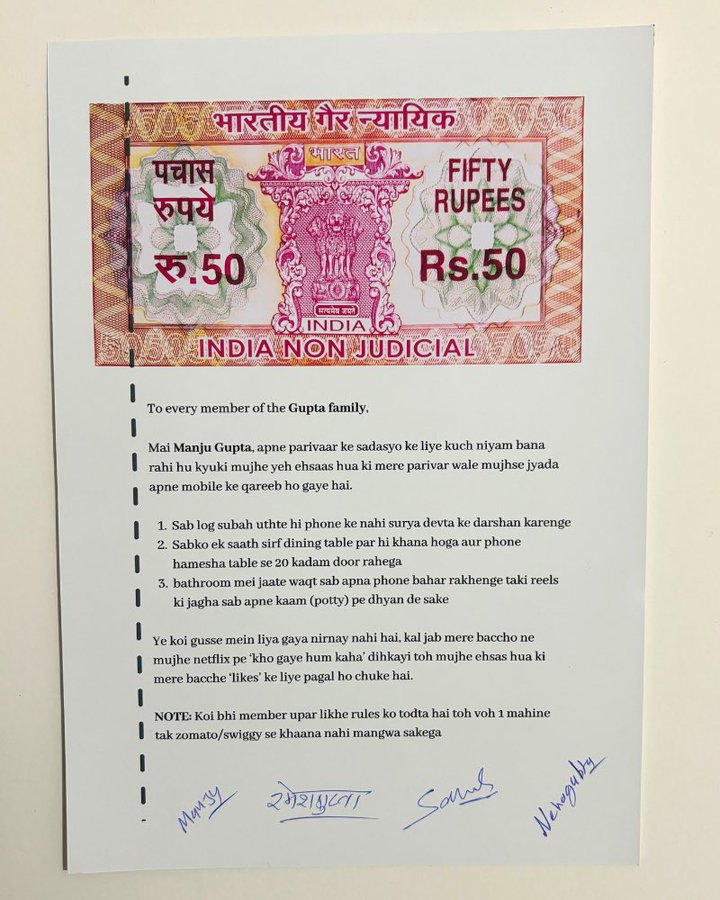 भारतीय गैर न्यायिक
भारत
पचास
रुपये
रु.50
FIFTY
RUPEES
Rs.50
सत्यमेव जयते
INDIA
INDIA NON JUDICIAL
To every member of the Gupta family,
Mai Manju Gupta, apne parivaar ke sadasyo ke liye kuch niyam bana
rahi hu kyuki mujhe yeh ehsaas hua ki mere parivar wale mujhse jyada
apne mobile ke qareeb ho gaye hai.
1. Sab log subah uthte hi phone ke nahi surya devta ke darshan karenge
2. Sabko ek saath sirf dining table par hi khana hoga aur phone
hamesha table se 20 kadam door rahega
3. bathroom mei jaate waqt sab apna phone bahar rakhenge taki reels
ki jagha sab apne kaam (potty) pe dhyan de sake
Ye koi gusse mein liya gaya nirnay nahi hai, kal jab mere baccho ne
mujhe netflix pe ‘kho gaye hum kaha’ dihkayi toh mujhe ehsas hua ki
mere bacche ‘likes’ ke liye pagal ho chuke hai.
NOTE: Koi bhi member upar likhe rules ko todta hai toh voh 1 mahine
tak zomato/swiggy se khaana nahi mangwa sakega